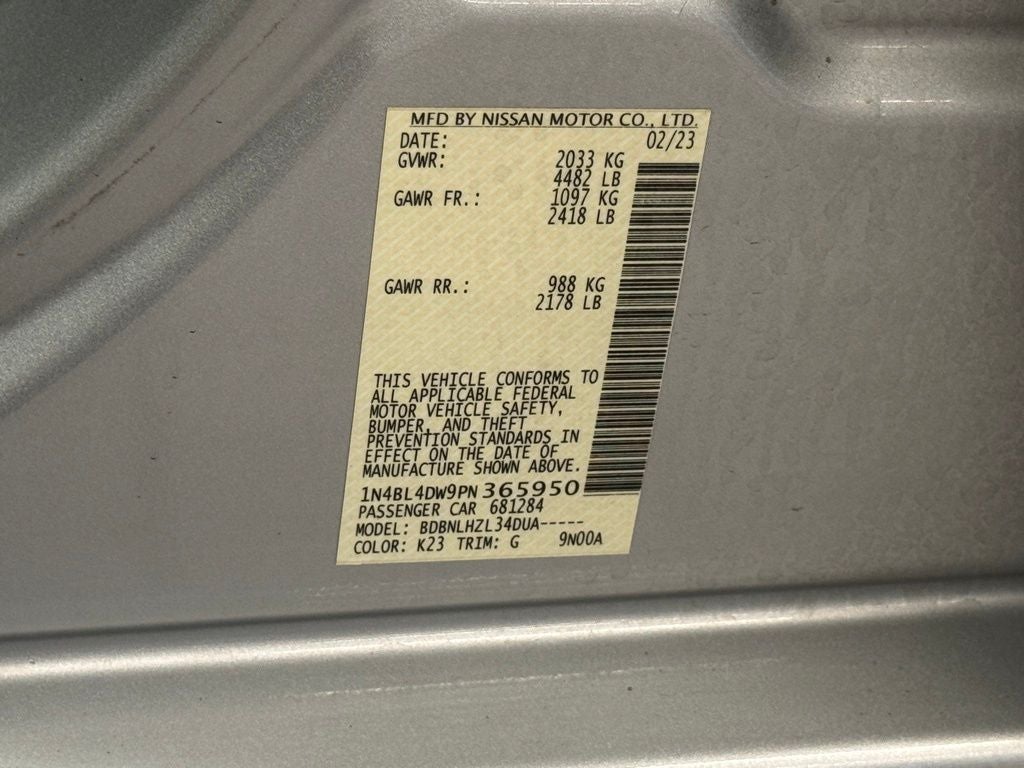 MFD BY NISSAN MOTOR CO., LTD.
DATE: 02/23
GVWR: 2033 KG
4482 LB
GAWR FR.: 1097 KG
2418 LB
GAWR RR.: 988 KG
2178 LB
THIS VEHICLE CONFORMS TO
ALL APPLICABLE FEDERAL
MOTOR VEHICLE SAFETY,
BUMPER, AND THEFT
PREVENTION STANDARDS IN
EFFECT ON THE DATE OF
MANUFACTURE SHOWN ABOVE.
1N4BL4DW9PN365950
PASSENGER CAR 681284
MODEL: BDBNLHZL34DUA-----
COLOR: K23 TRIM: G 9N00A